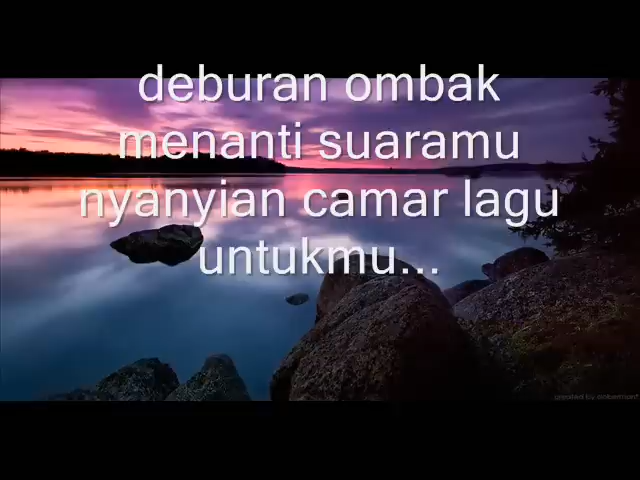 deburan ombak
menanti suaramu
nyanyian camar lagu
untukmu...